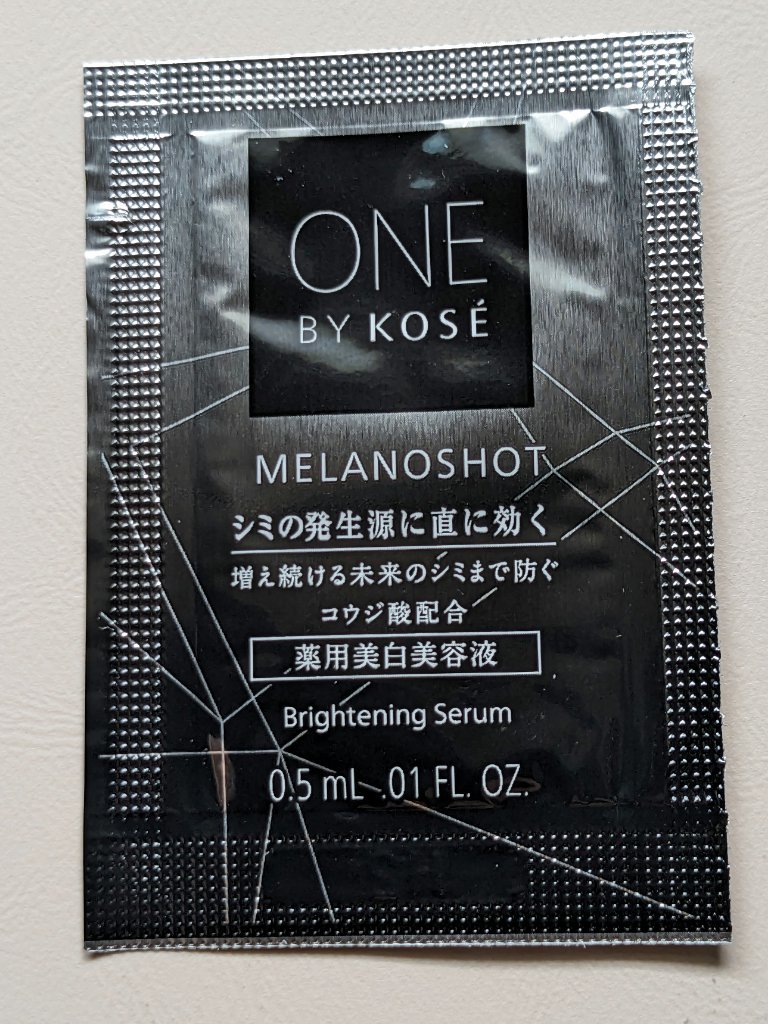 ONE
BY KOSÉ
MELANOSHOT
シミの発生源に直に効く
増え続ける未来のシミまで防ぐ
コウジ酸配合
薬用美白美容液
Brightening Serum
0.5 mL .01 FL. OZ.